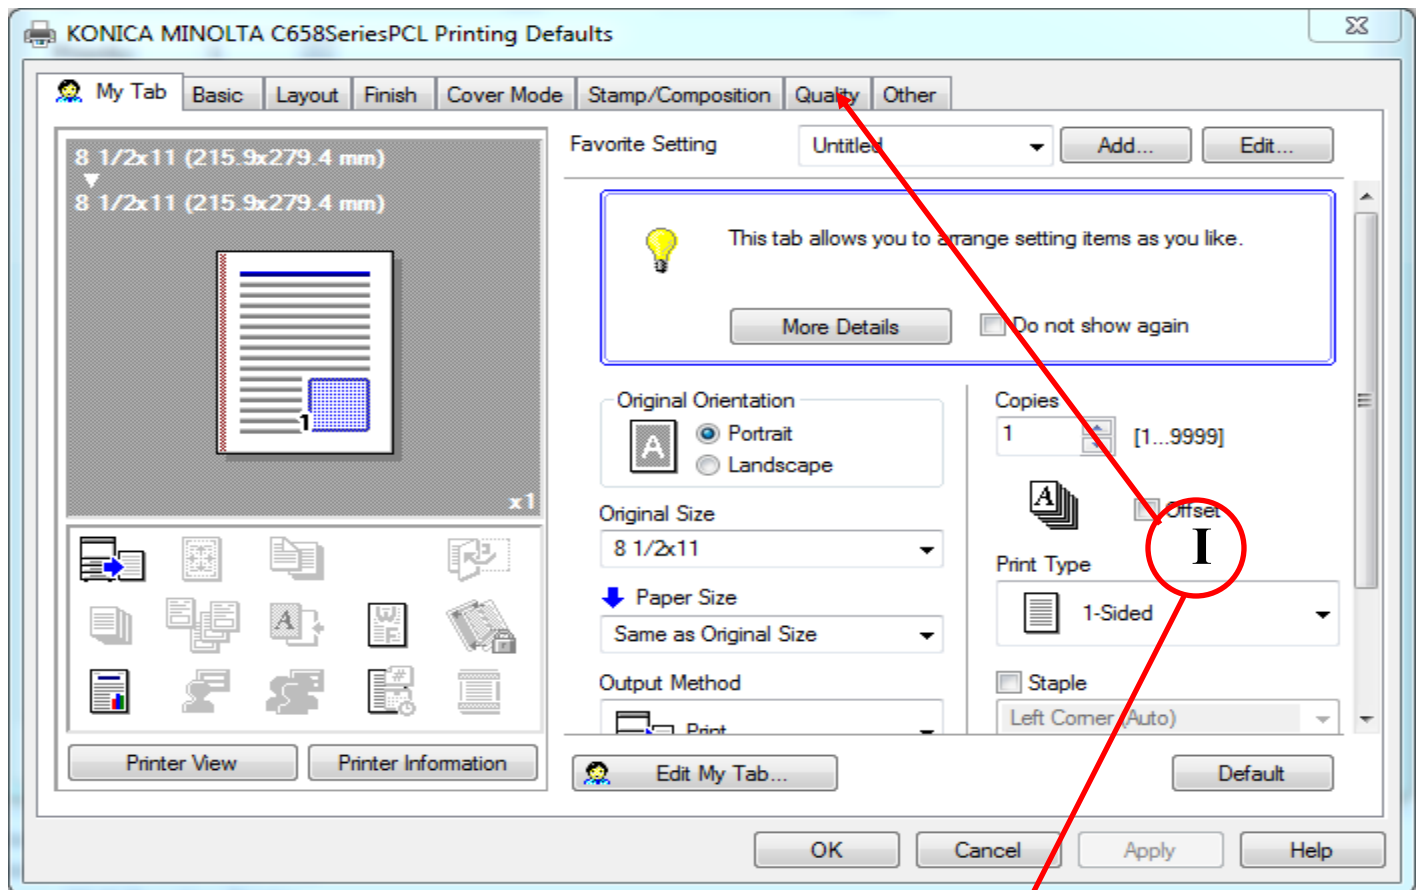 KONICA MINOLTA C658SeriesPCL Printing Defaults
My Tab Basic Layout Finish Cover Mode Stamp/Composition Quality Other
8 1/2x11 (215.9x279.4 mm)
8 1/2x11 (215.9x279.4 mm)
1
x1
W
F
A
#
Printer View Printer Information
Favorite Setting Untitled Add... Edit...
This tab allows you to arrange setting items as you like.
More Details Do not show again
Original Orientation
A
Portrait
Landscape
Original Size
8 1/2x11
Paper Size
Same as Original Size
Output Method
Print
Copies
1 [1...9999]
A
Offset
I
Print Type
1-Sided
Staple
Left Corner (Auto)
Edit My Tab... Default
OK Cancel Apply Help